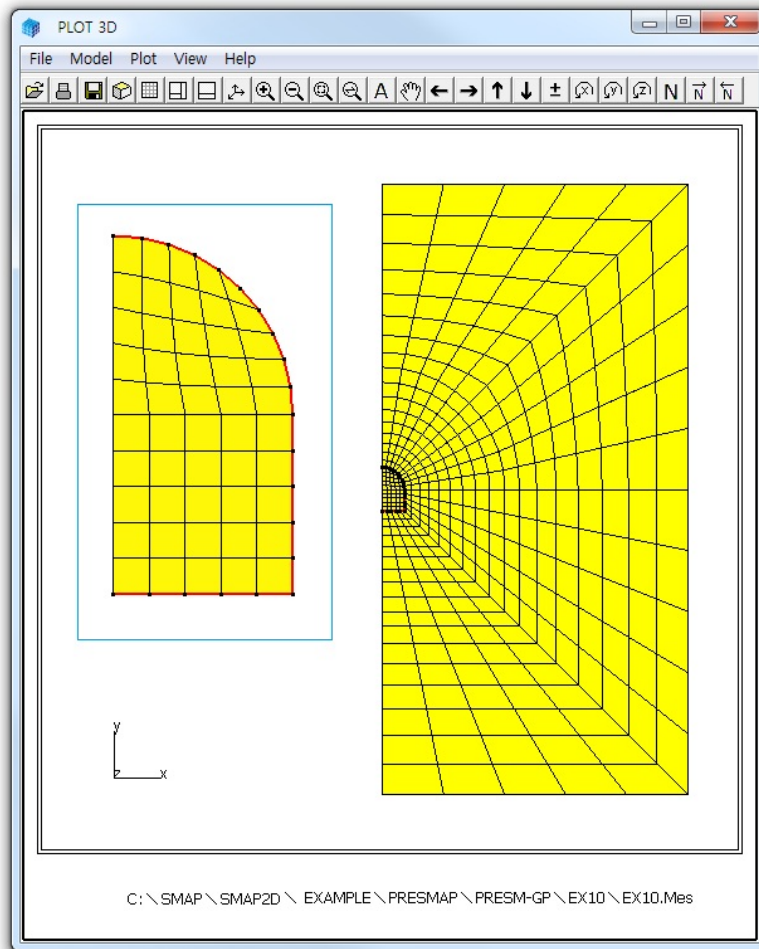 PLOT 3D
File Model Plot View Help
A ± x y z N N N
y
z x
C:\SMAP\SMAP2D\ EXAMPLE\PRESMAP\PRESM-GP\EX10\EX10.Mes